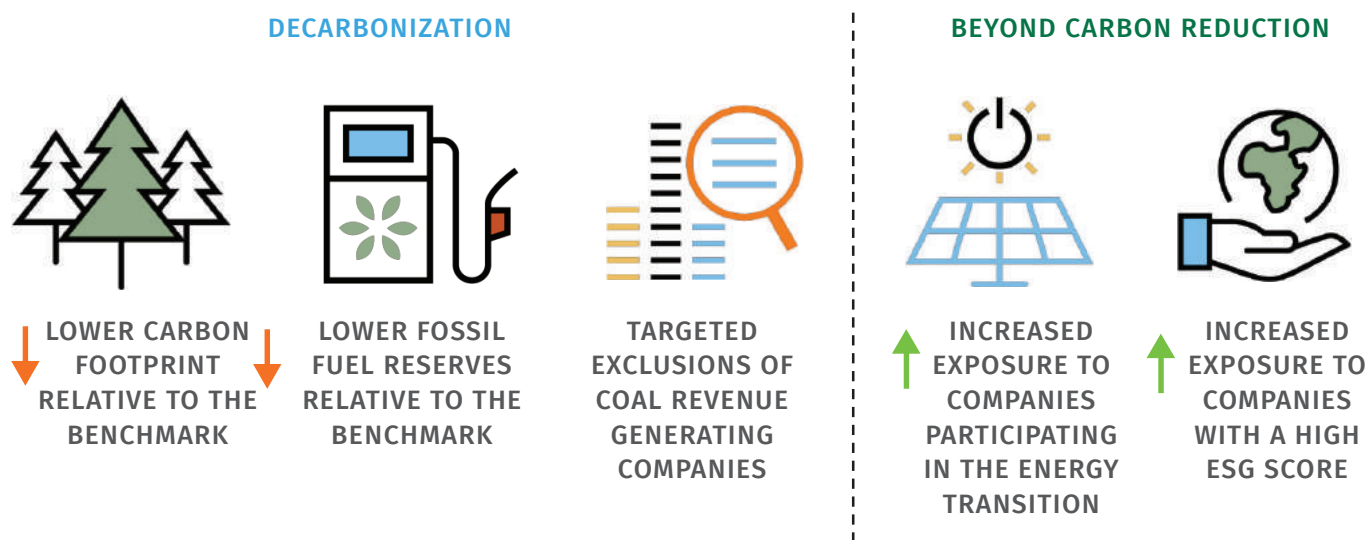 DECARBONIZATION
LOWER CARBON
FOOTPRINT
RELATIVE TO THE
BENCHMARK
LOWER FOSSIL
FUEL RESERVES
RELATIVE TO THE
BENCHMARK
TARGETED
EXCLUSIONS OF
COAL REVENUE
GENERATING
COMPANIES
BEYOND CARBON REDUCTION
INCREASED
EXPOSURE TO
COMPANIES
PARTICIPATING
IN THE ENERGY
TRANSITION
INCREASED
EXPOSURE TO
COMPANIES
WITH A HIGH
ESG SCORE